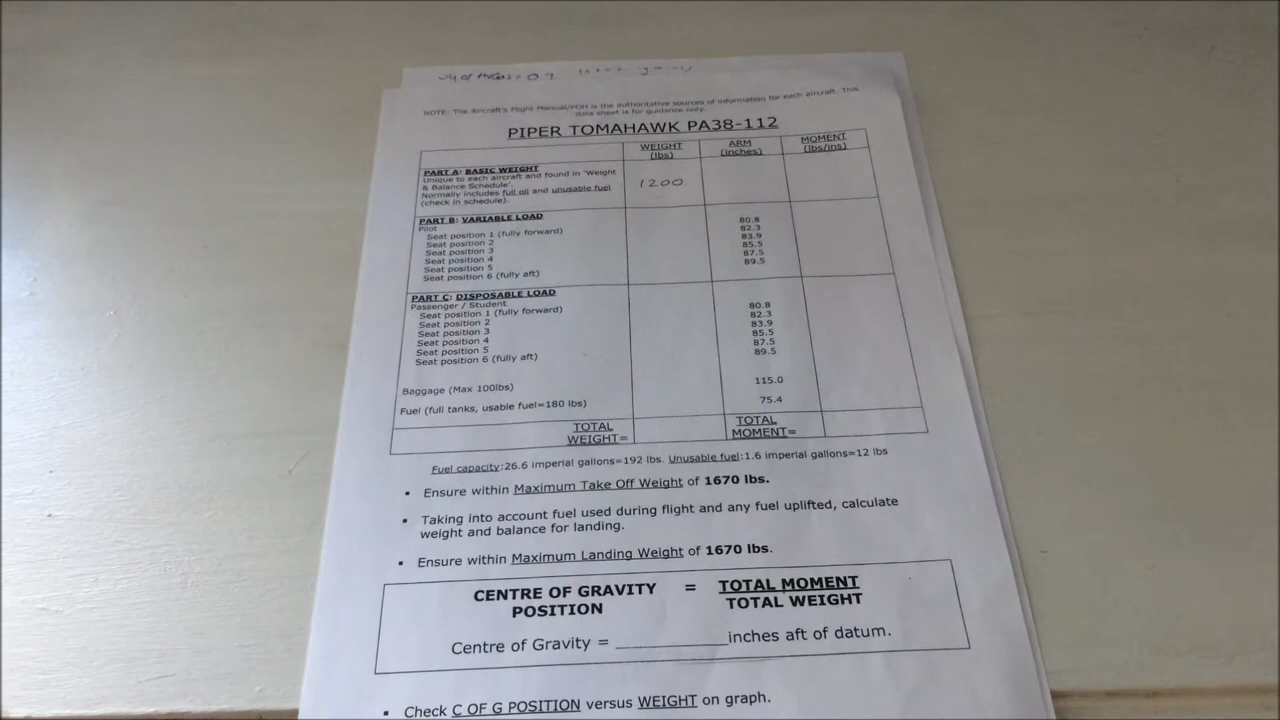 SG of AVGAS = 0.7
NOTE: The Aircraft's Flight Manual/POH is the authoritative sources of information for each aircraft. This
data sheet is for guidance only.
PIPER TOMAHAWK PA38-112
WEIGHT ARM MOMENT
(lbs) (inches) (lbs/ins)
PART A: BASIC WEIGHT
Unique to each aircraft and found in 'Weight
& Balance Schedule'.
Normally includes full oil and unusable fuel
(check in schedule).
1200
PART B: VARIABLE LOAD
Pilot
Seat position 1 (fully forward) 80.8
Seat position 2 82.3
Seat position 3 83.9
Seat position 4 85.5
Seat position 5 87.5
Seat position 6 (fully aft) 89.5
PART C: DISPOSABLE LOAD
Passenger / Student
Seat position 1 (fully forward) 80.8
Seat position 2 82.3
Seat position 3 83.9
Seat position 4 85.5
Seat position 5 87.5
Seat position 6 (fully aft) 89.5
Baggage (Max 100lbs) 115.0
Fuel (full tanks, usable fuel=180 lbs) 75.4
TOTAL TOTAL
WEIGHT= MOMENT=
Fuel capacity:26.6 imperial gallons=192 lbs. Unusable fuel:1.6 imperial gallons=12 lbs
▪ Ensure within Maximum Take Off Weight of 1670 lbs.
▪ Taking into account fuel used during flight and any fuel uplifted, calculate
weight and balance for landing.
▪ Ensure within Maximum Landing Weight of 1670 lbs.
CENTRE OF GRAVITY = TOTAL MOMENT
POSITION TOTAL WEIGHT
Centre of Gravity = ____________ inches aft of datum.
▪ Check C OF G POSITION versus WEIGHT on graph.